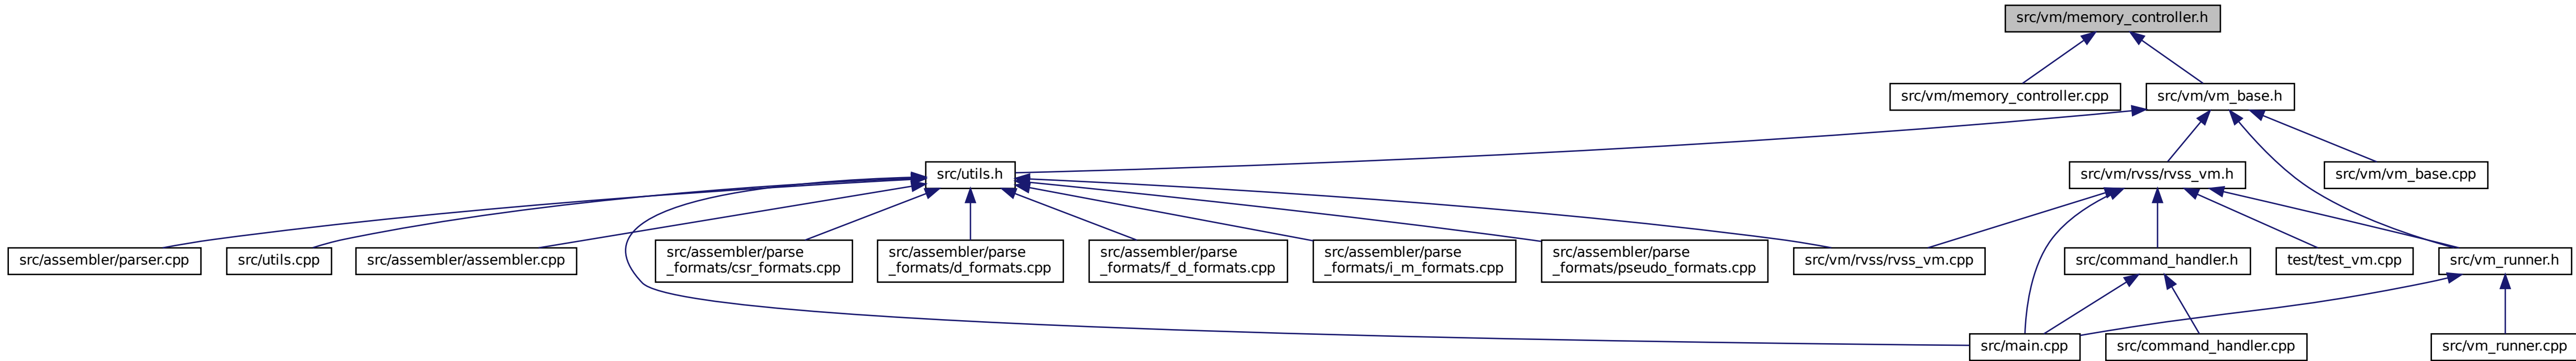 src/vm/memory_controller.h
src/vm/memory_controller.cpp
src/vm/vm_base.h
src/utils.h
src/vm/rvss/rvss_vm.h
src/vm/vm_base.cpp
src/assembler/parser.cpp
src/utils.cpp
src/assembler/assembler.cpp
src/assembler/parse
_formats/csr_formats.cpp
src/assembler/parse
_formats/d_formats.cpp
src/assembler/parse
_formats/f_d_formats.cpp
src/assembler/parse
_formats/i_m_formats.cpp
src/assembler/parse
_formats/pseudo_formats.cpp
src/vm/rvss/rvss_vm.cpp
src/command_handler.h
test/test_vm.cpp
src/vm_runner.h
src/main.cpp
src/command_handler.cpp
src/vm_runner.cpp